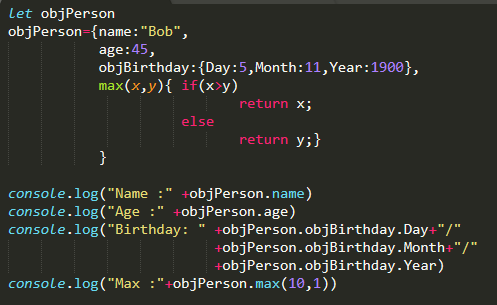 let objPerson
objPerson={name:"Bob",
age:45,
objBirthday:{Day:5,Month:11,Year:1900},
max(x,y){ if(x>y)
return x;
else
return y;}
}
console.log("Name :" +objPerson.name)
console.log("Age :" +objPerson.age)
console.log("Birthday: " +objPerson.objBirthday.Day+"/"
+objPerson.objBirthday.Month+"/"
+objPerson.objBirthday.Year)
console.log("Max :"+objPerson.max(10,1))